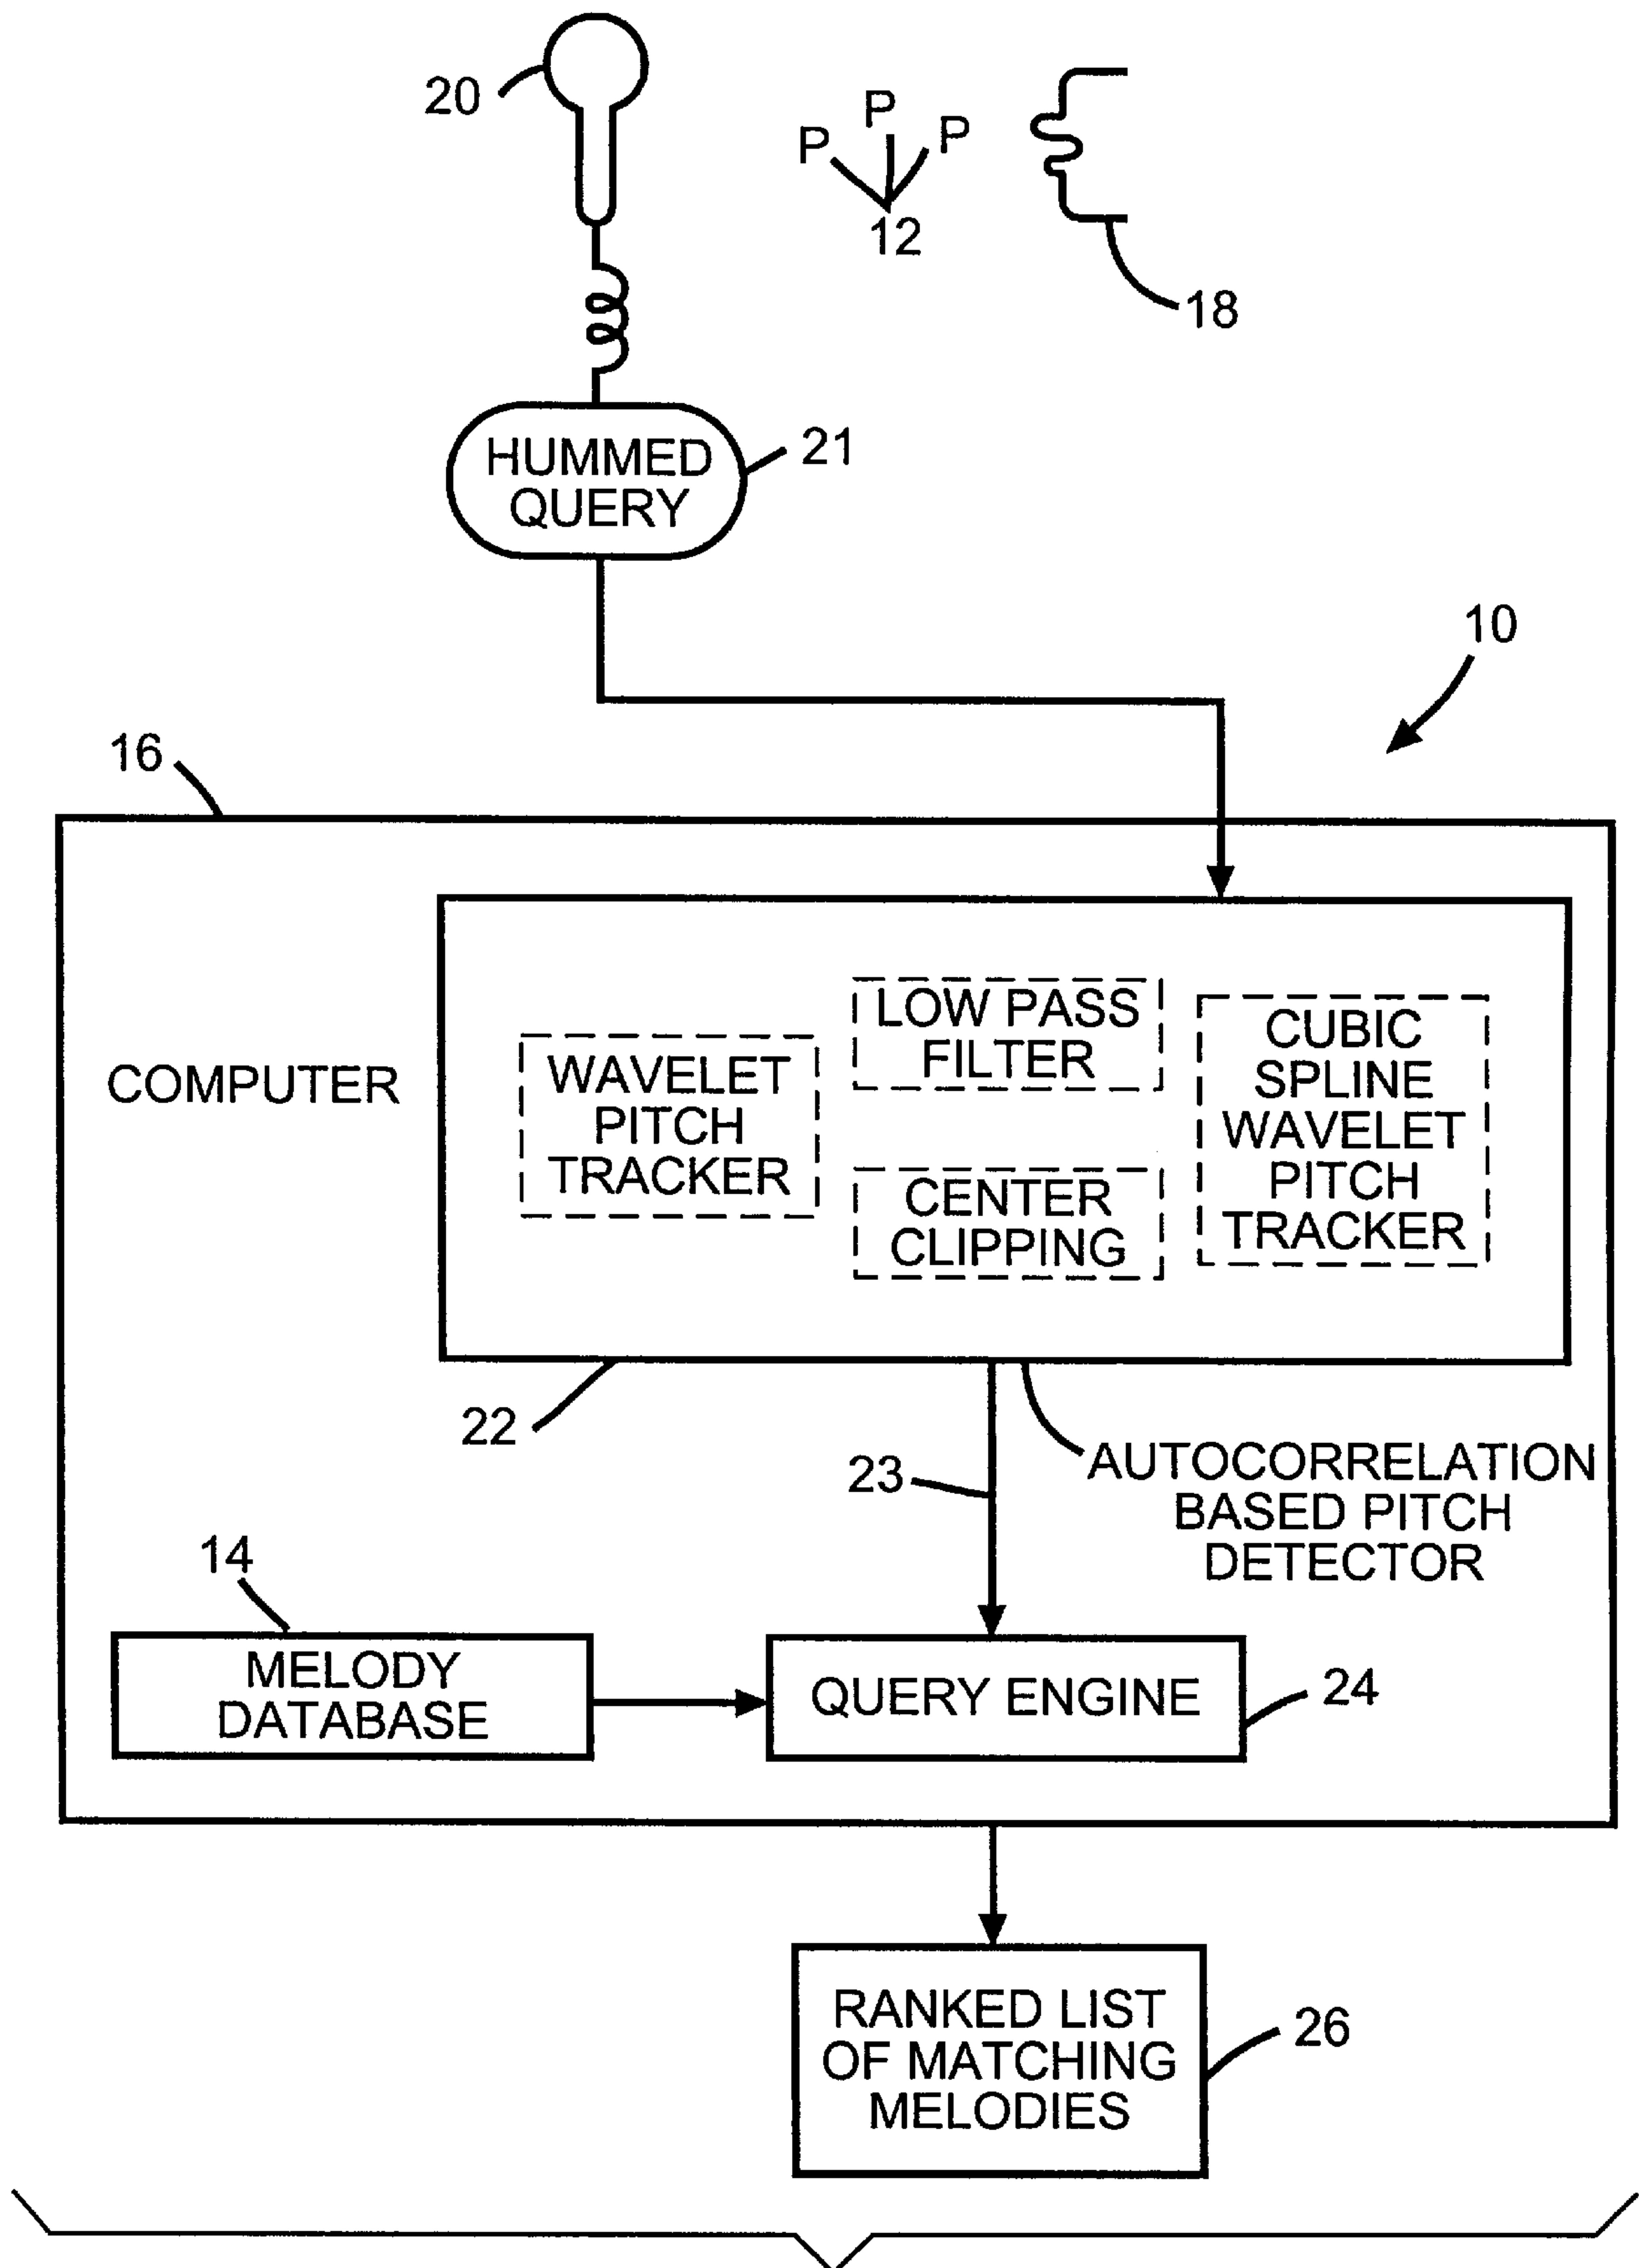 20
P
P
P
12
18
HUMMED
QUERY
21
10
16
COMPUTER
WAVELET
PITCH
TRACKER
LOW PASS
FILTER
CENTER
CLIPPING
CUBIC
SPLINE
WAVELET
PITCH
TRACKER
22
23
AUTOCORRELATION
BASED PITCH
DETECTOR
14
MELODY
DATABASE
QUERY ENGINE
24
RANKED LIST
OF MATCHING
MELODIES
26